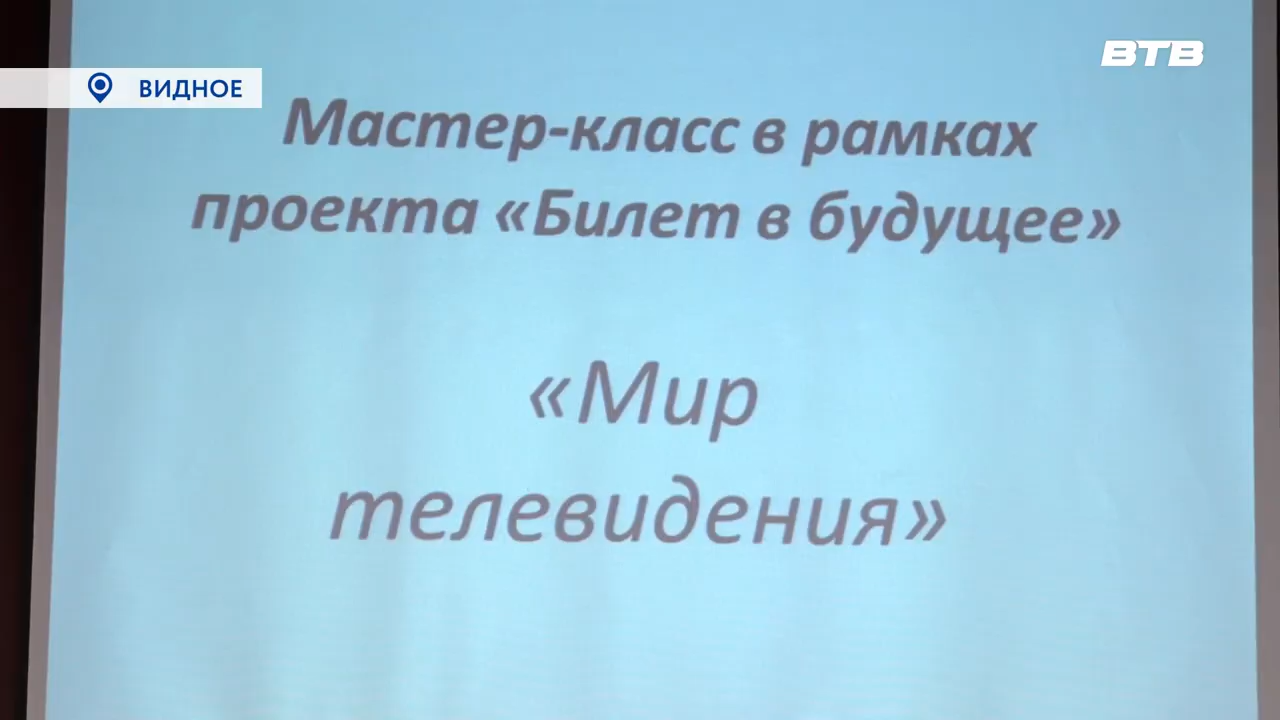 ВТВ
ВИДНОЕ
Мастер-класс в рамках
проекта «Билет в будущее»
«Мир
телевидения»